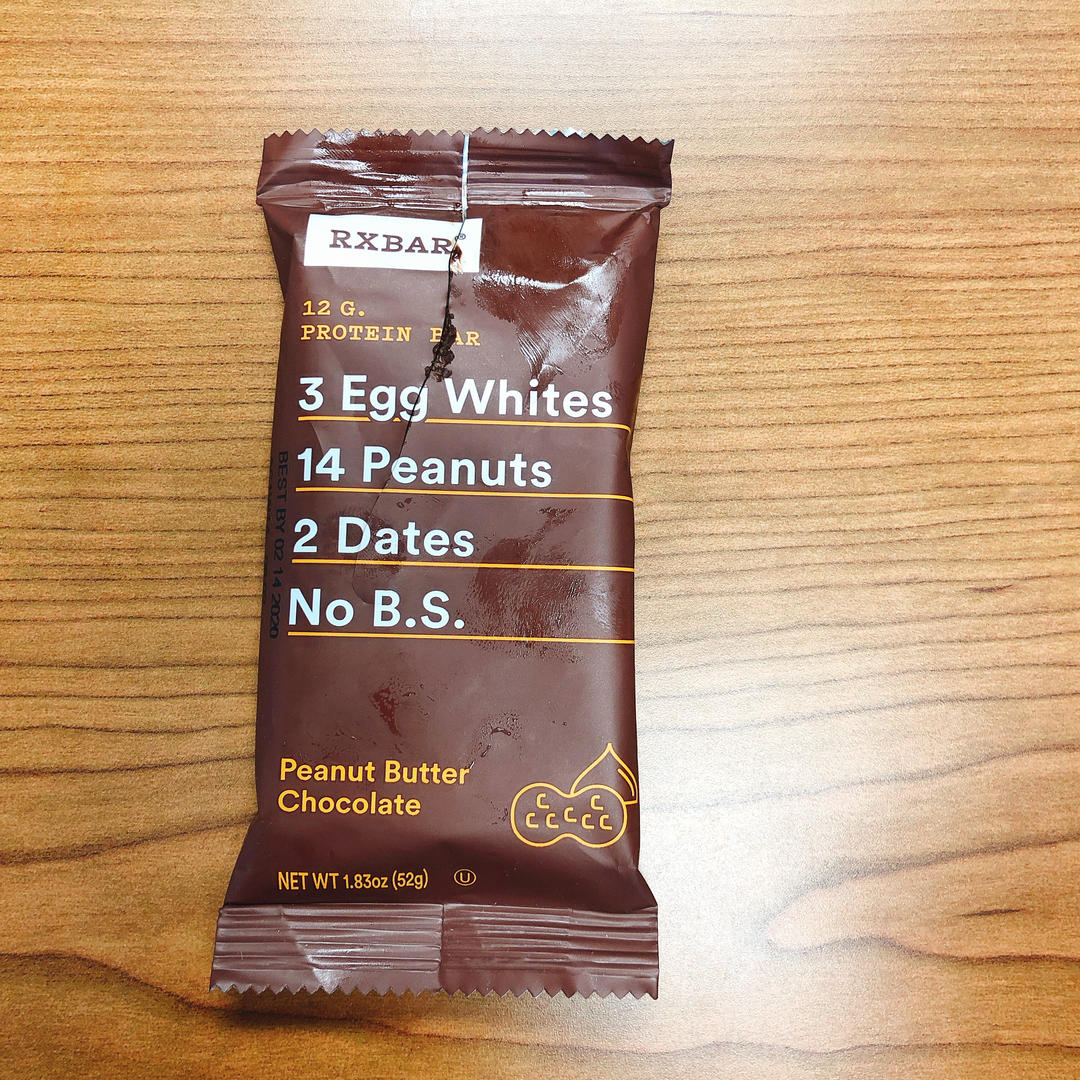 RXBAR®
12 G.
PROTEIN BAR
3 Egg Whites
14 Peanuts
2 Dates
No B.S.
BEST BY 02 14 2020
Peanut Butter
Chocolate
NET WT 1.83oz (52g) U